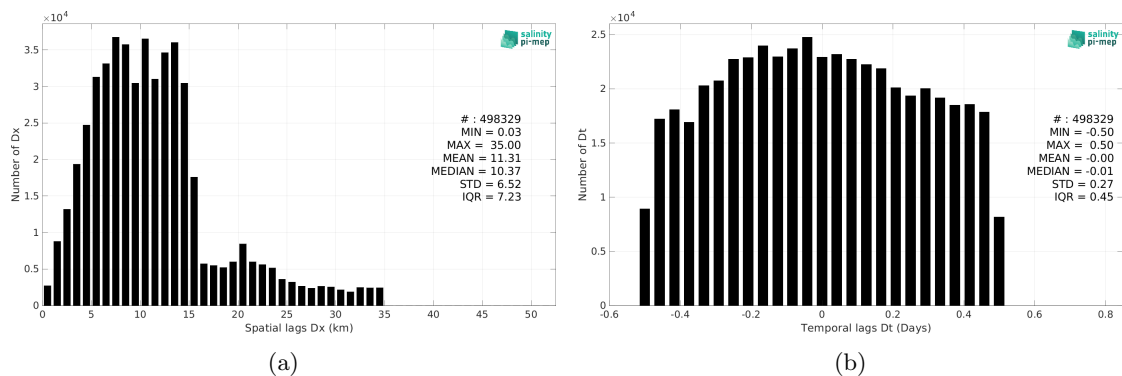 ×10⁴
3.5
3
2.5
2
1.5
1
0.5
0
Number of Dx
salinity
pi-mep
# : 498329
MIN = 0.03
MAX = 35.00
MEAN = 11.31
MEDIAN = 10.37
STD = 6.52
IQR = 7.23
0 5 10 15 20 25 30 35 40 45 50
Spatial lags Dx (km)
(a)
×10⁴
2.5
2
1.5
1
0.5
0
Number of Dt
salinity
pi-mep
# : 498329
MIN = -0.50
MAX = 0.50
MEAN = -0.00
MEDIAN = -0.01
STD = 0.27
IQR = 0.45
-0.6 -0.4 -0.2 0 0.2 0.4 0.6 0.8
Temporal lags Dt (Days)
(b)